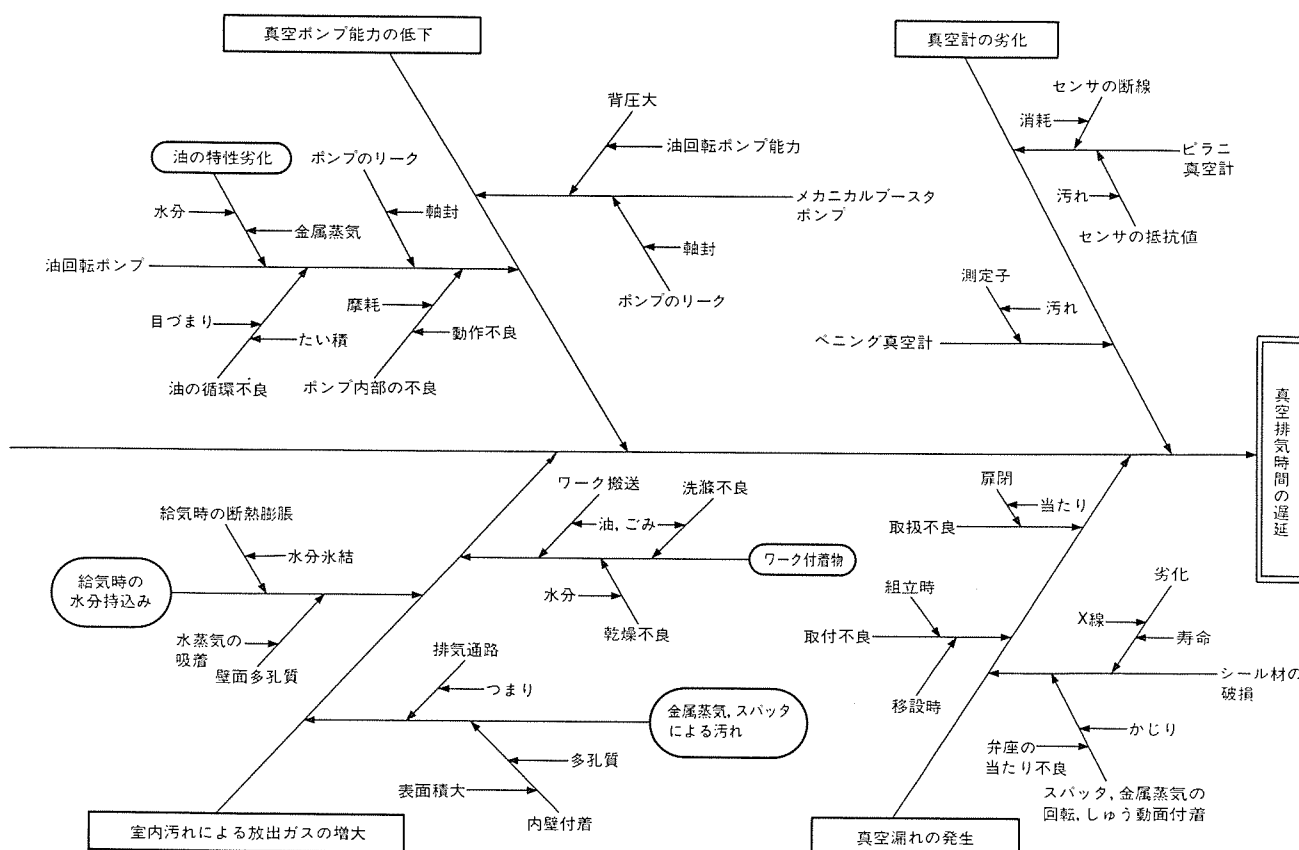 真空ポンプ能力の低下
真空計の劣化
背圧大
油回転ポンプ能力
メカニカルブースタ
ポンプ
軸封
ポンプのリーク
油の特性劣化
水分
金属蒸気
ポンプのリーク
軸封
油回転ポンプ
目づまり
たい積
油の循環不良
摩耗
動作不良
ポンプ内部の不良
センサの断線
消耗
ピラニ
真空計
汚れ
センサの抵抗値
測定子
汚れ
ペニング真空計
真空排気時間の遅延
給気時の断熱膨脹
水分氷結
給気時の
水分持込み
水蒸気の
吸着
壁面多孔質
ワーク搬送
洗滌不良
油,ごみ
ワーク付着物
水分
乾燥不良
排気通路
つまり
金属蒸気,スパッタ
による汚れ
多孔質
表面積大
内壁付着
室内汚れによる放出ガスの増大
扉閉
当たり
取扱不良
組立時
取付不良
移設時
劣化
X線
寿命
シール材の
破損
かじり
弁座の
当たり不良
スパッタ,金属蒸気の
回転,しゅう動面付着
真空漏れの発生